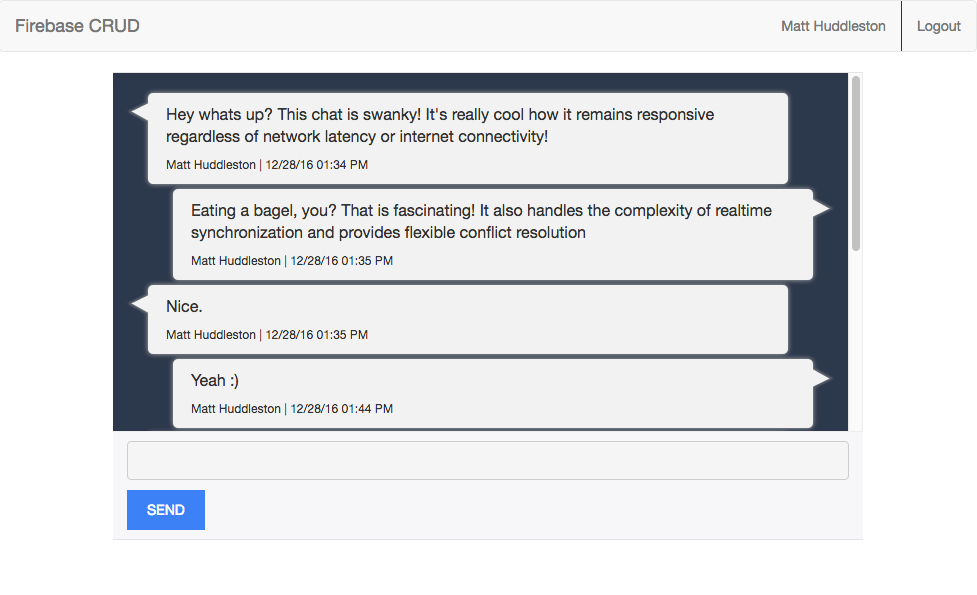 Firebase CRUD
Matt Huddleston
Logout
Hey whats up? This chat is swanky! It's really cool how it remains responsive
regardless of network latency or internet connectivity!
Matt Huddleston | 12/28/16 01:34 PM
Eating a bagel, you? That is fascinating! It also handles the complexity of realtime
synchronization and provides flexible conflict resolution
Matt Huddleston | 12/28/16 01:35 PM
Nice.
Matt Huddleston | 12/28/16 01:35 PM
Yeah :)
Matt Huddleston | 12/28/16 01:44 PM
SEND